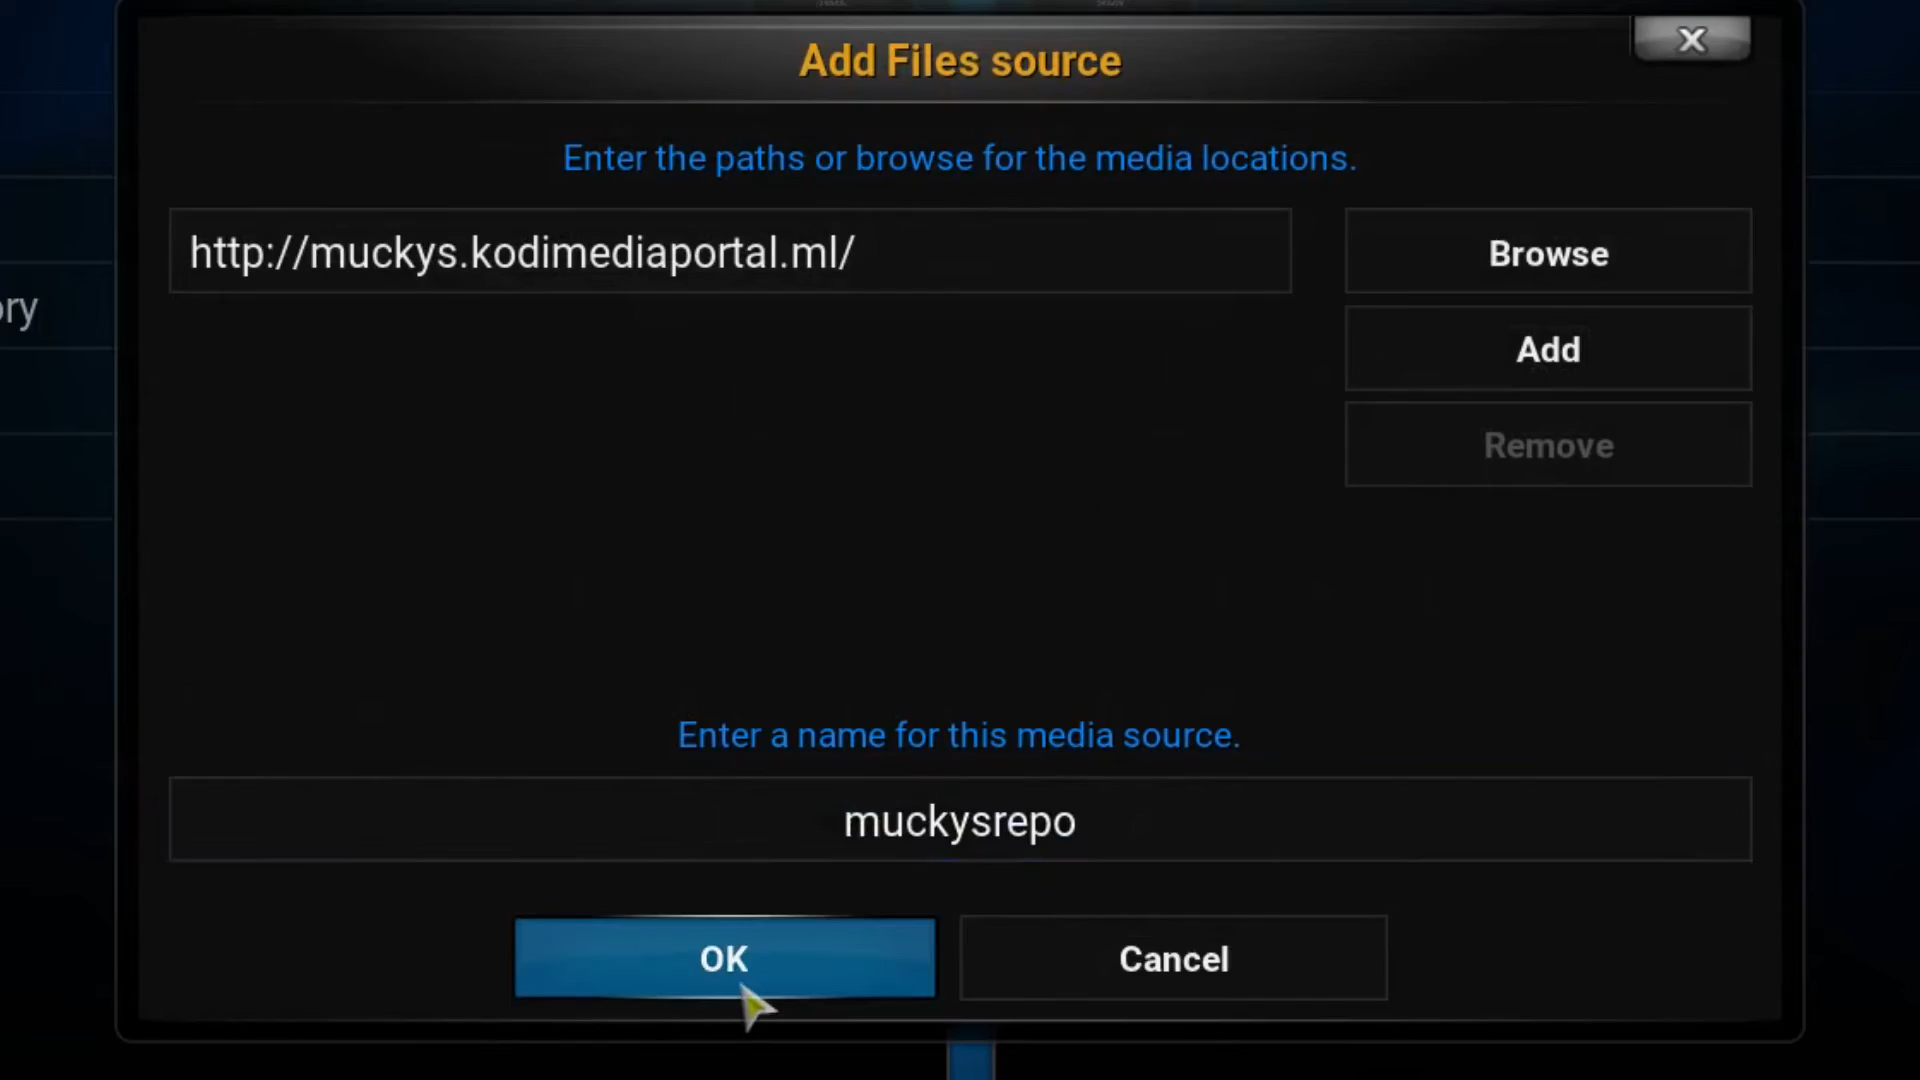 Add Files source
Enter the paths or browse for the media locations.
http://muckys.kodimediaportal.ml/
Browse
Add
ory
Remove
Enter a name for this media source.
muckysrepo
OK
Cancel